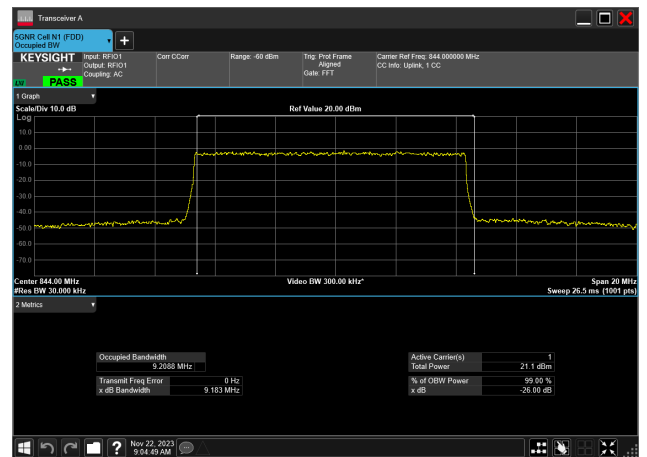 Transceiver A
5GNR Cell N1 (FDD)
Occupied BW
KEYSIGHT
LXI
PASS
Input: RFIO1
Output: RFIO1
Coupling: AC
Corr CCorr
Range: -60 dBm
Trig: Prot Frame
Aligned
Gate: FFT
Carrier Ref Freq: 844.000000 MHz
CC Info: Uplink, 1 CC
1 Graph
Scale/Div 10.0 dB
Ref Value 20.00 dBm
Log
10.0
0.00
-10.0
-20.0
-30.0
-40.0
-50.0
-60.0
-70.0
Center 844.00 MHz
Video BW 300.00 kHz*
Span 20 MHz
#Res BW 30.000 kHz
Sweep 26.5 ms (1001 pts)
2 Metrics
Occupied Bandwidth
9.2088 MHz
Active Carrier(s) 1
Total Power 21.1 dBm
Transmit Freq Error 0 Hz
x dB Bandwidth 9.183 MHz
% of OBW Power 99.00 %
x dB -26.00 dB
Nov 22, 2023
9:04:49 AM